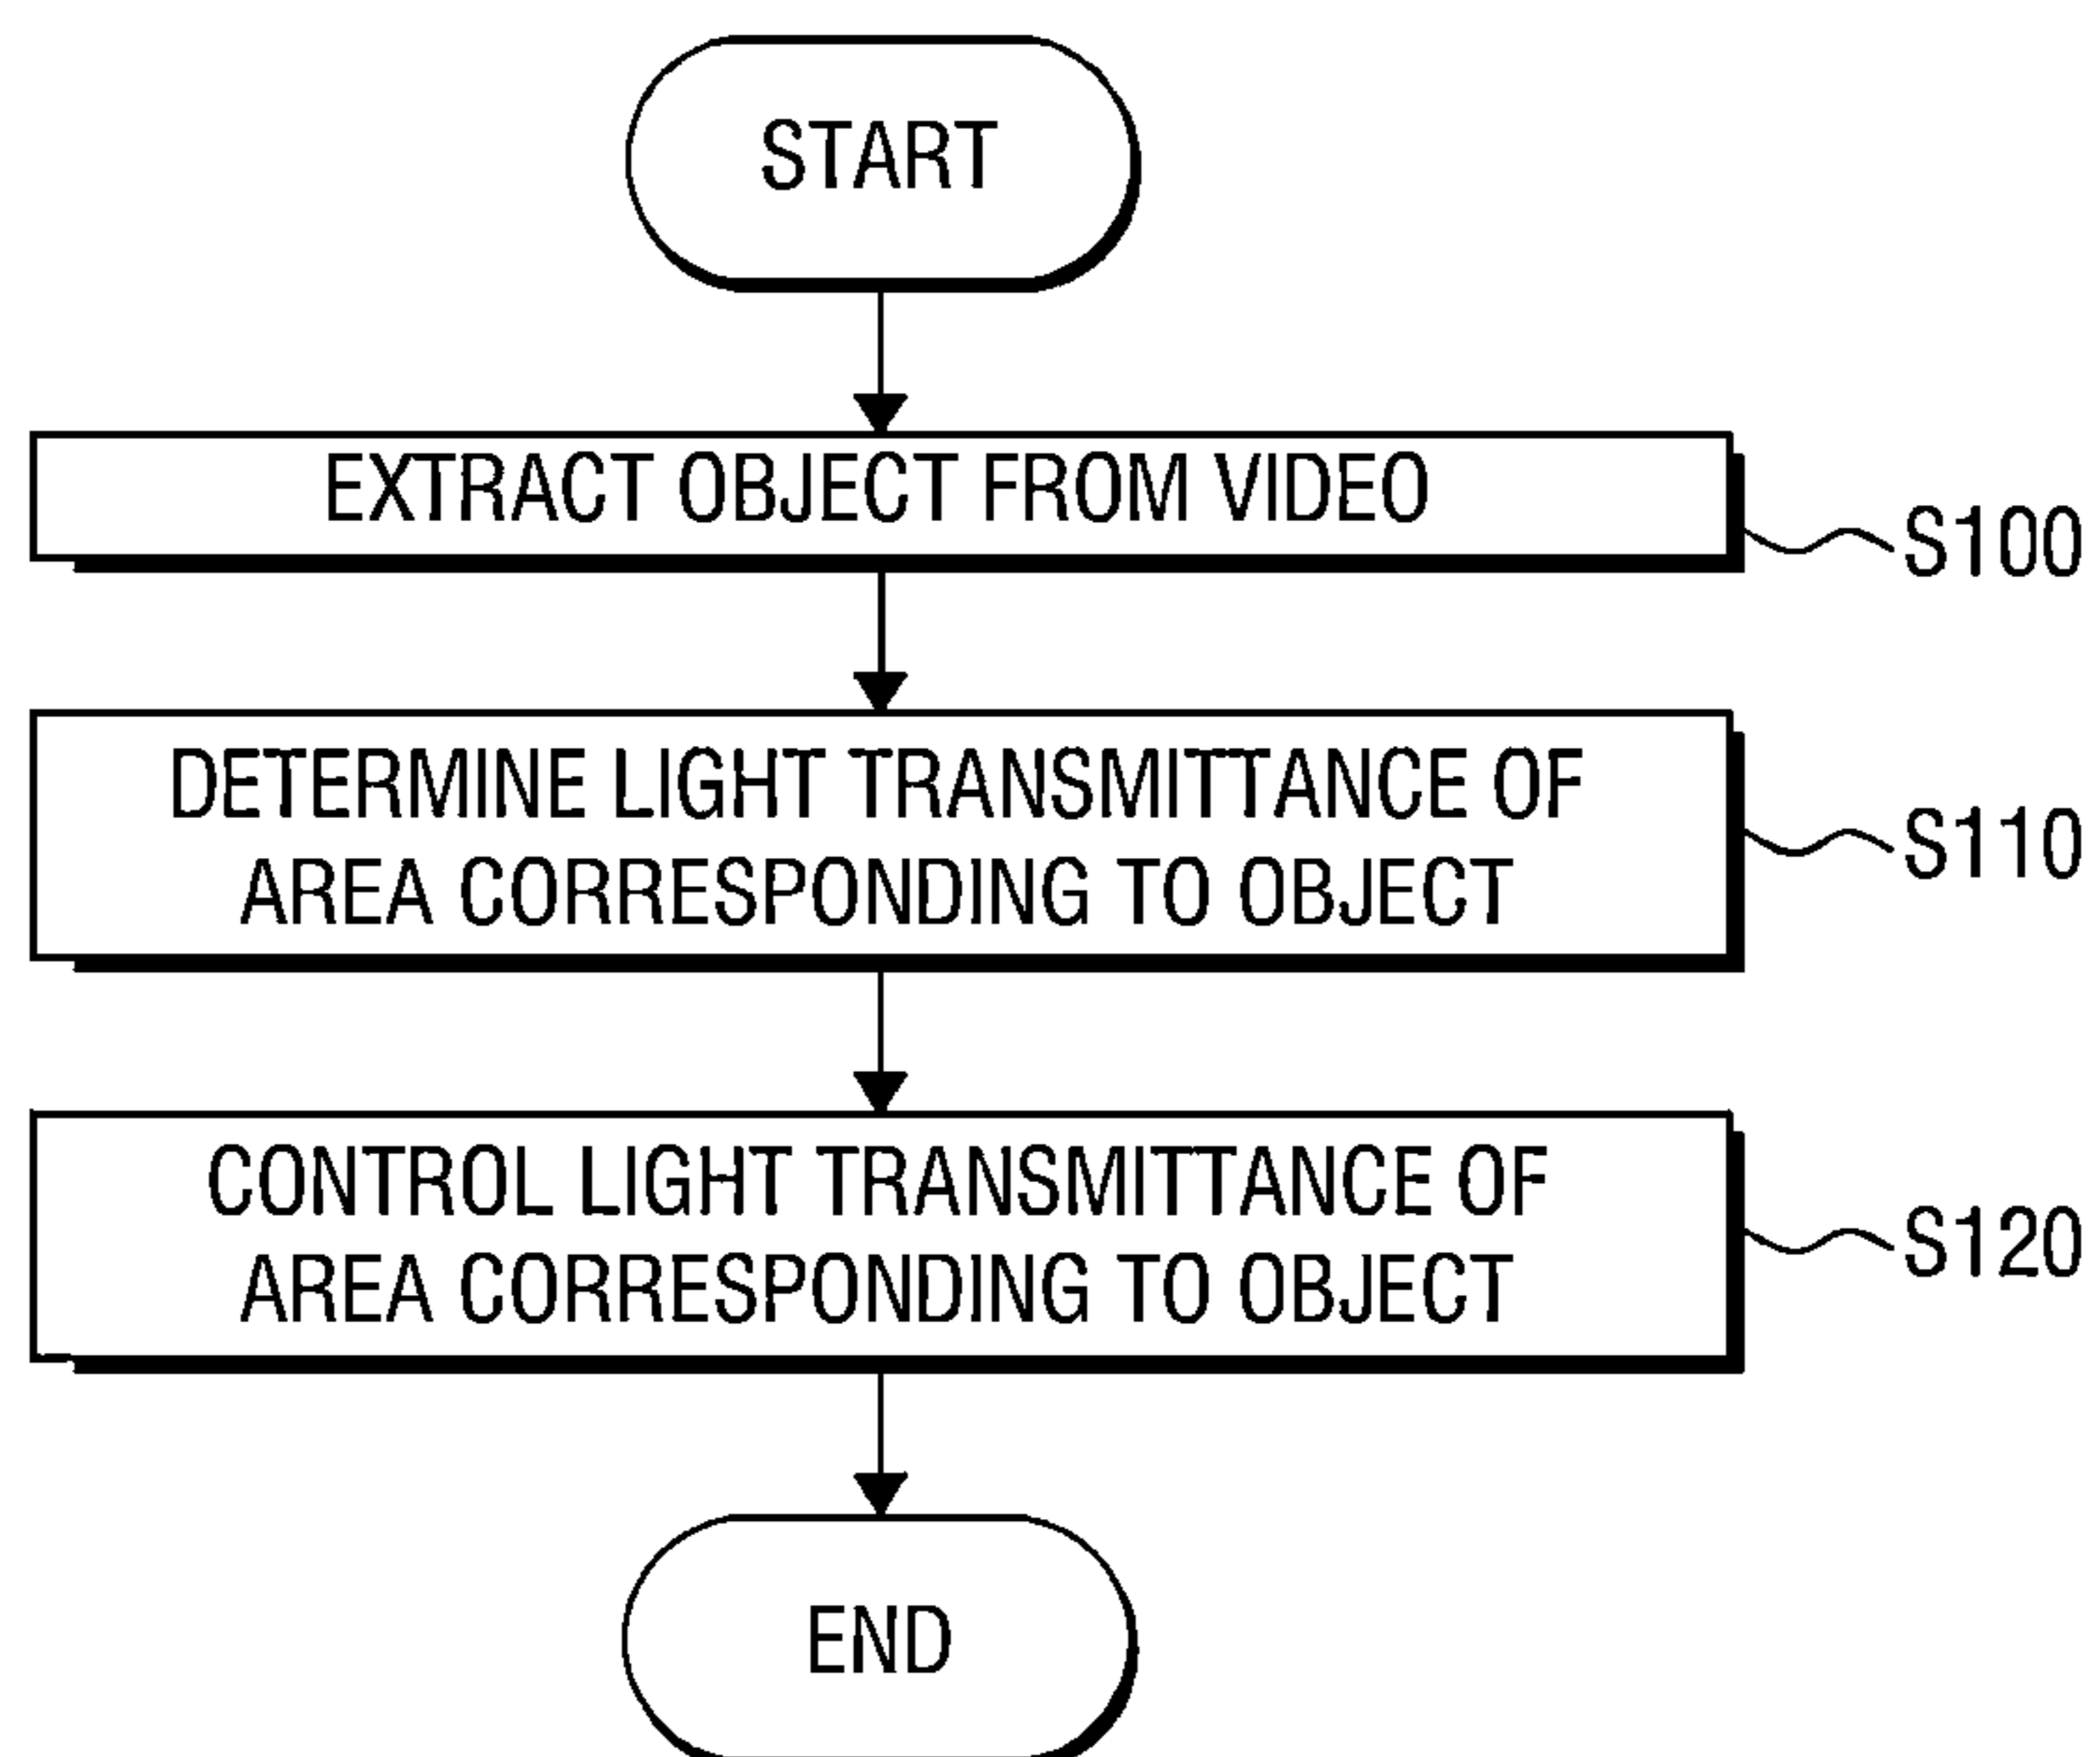 START
EXTRACT OBJECT FROM VIDEO
S100
DETERMINE LIGHT TRANSMITTANCE OF
AREA CORRESPONDING TO OBJECT
S110
CONTROL LIGHT TRANSMITTANCE OF
AREA CORRESPONDING TO OBJECT
S120
END